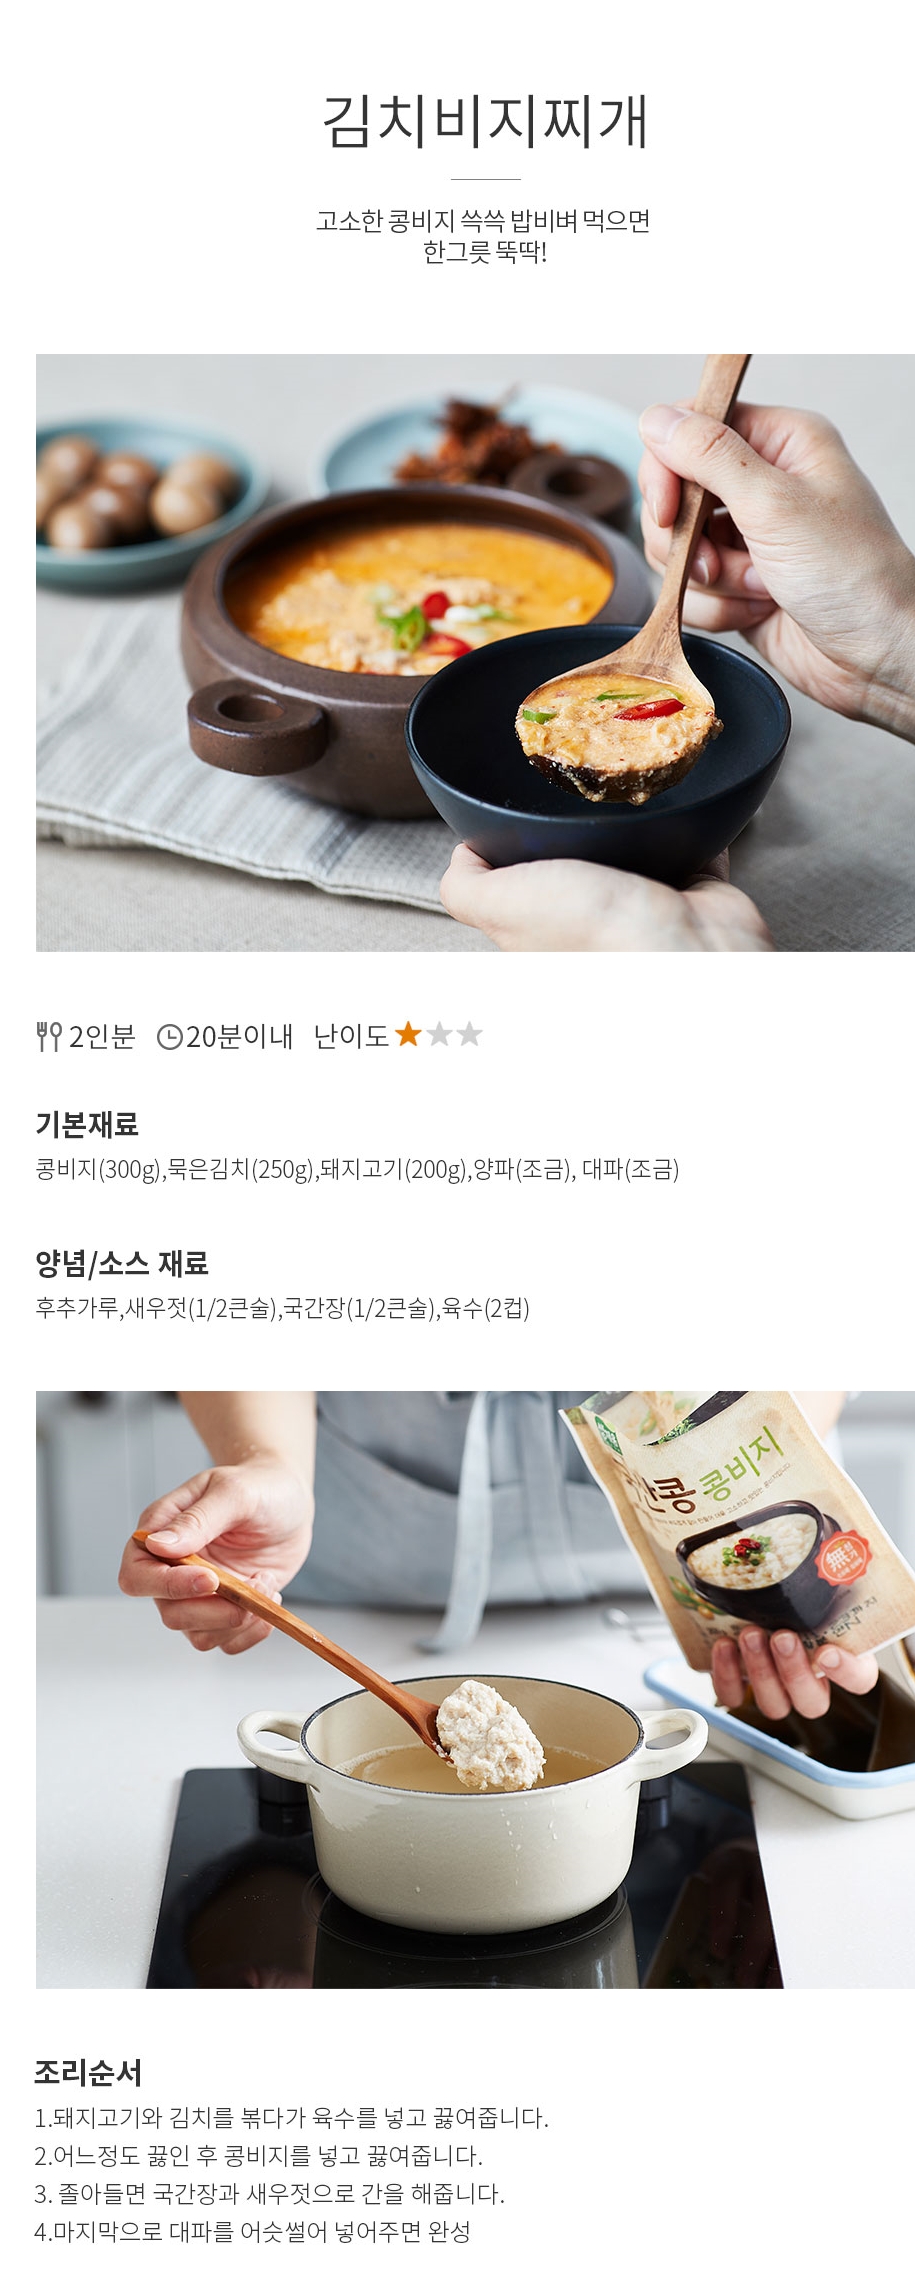 김치비지찌개
고소한 콩비지 쓱쓱 밥비벼 먹으면
한그릇 뚝딱!
2인분 20분이내 난이도
기본재료
콩비지(300g),묵은김치(250g),돼지고기(200g),양파(조금), 대파(조금)
양념/소스 재료
후추가루,새우젓(1/2큰술),국간장(1/2큰술),육수(2컵)
콩 콩비지
無
조리순서
1.돼지고기와 김치를 볶다가 육수를 넣고 끓여줍니다.
2.어느정도 끓인 후 콩비지를 넣고 끓여줍니다.
3. 졸아들면 국간장과 새우젓으로 간을 해줍니다.
4.마지막으로 대파를 어슷썰어 넣어주면 완성